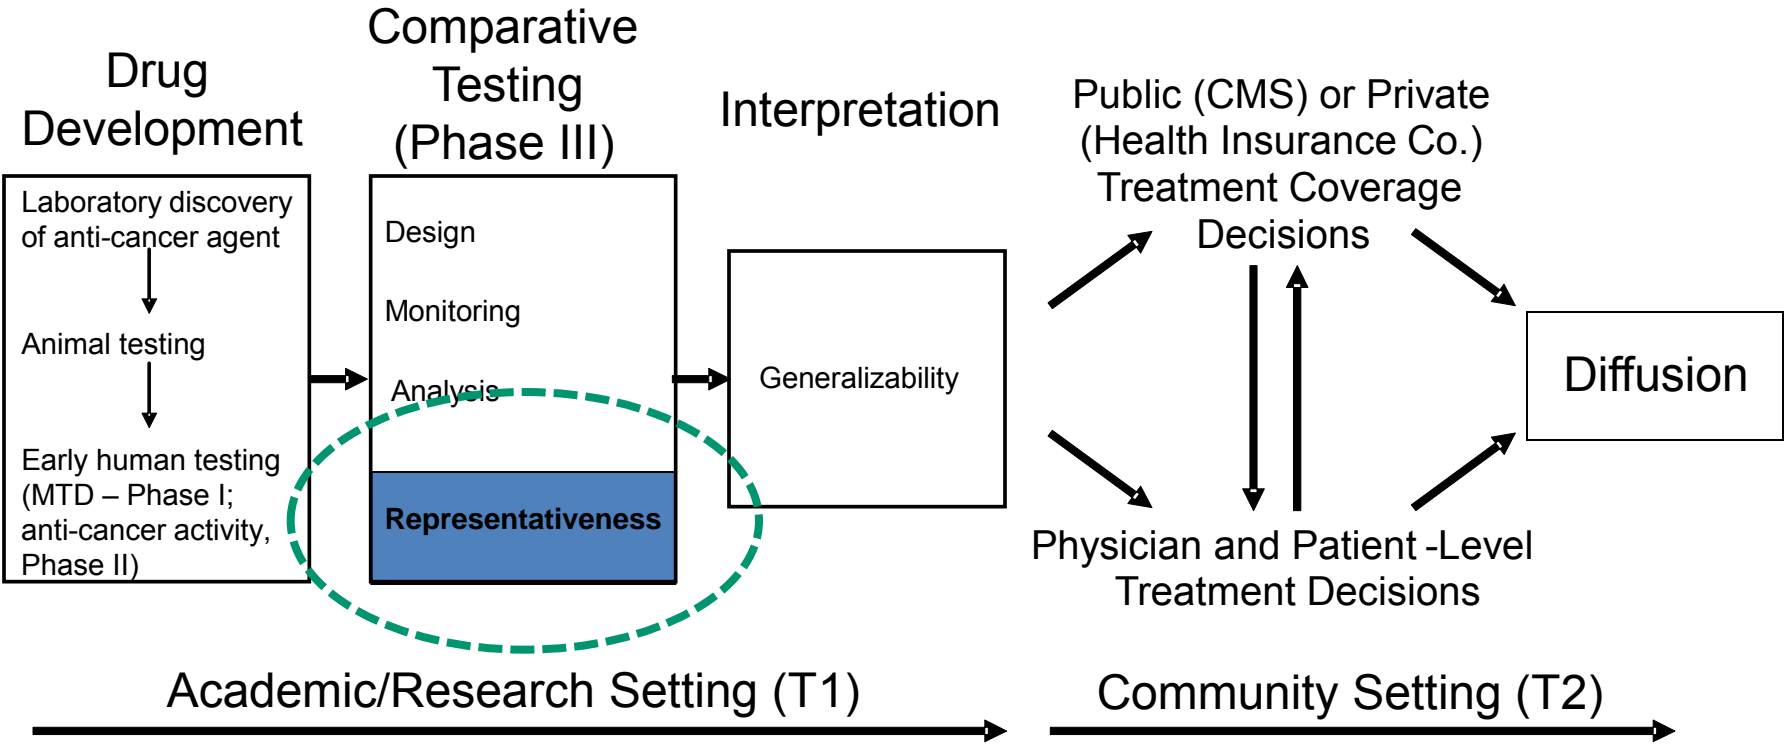 Drug
Development
Laboratory discovery
of anti-cancer agent
Animal testing
Early human testing
(MTD – Phase I;
anti-cancer activity,
Phase II)
Comparative
Testing
(Phase III)
Design
Monitoring
Analysis
Representativeness
Interpretation
Generalizability
Public (CMS) or Private
(Health Insurance Co.)
Treatment Coverage
Decisions
Physician and Patient -Level
Treatment Decisions
Diffusion
Academic/Research Setting (T1)
Community Setting (T2)